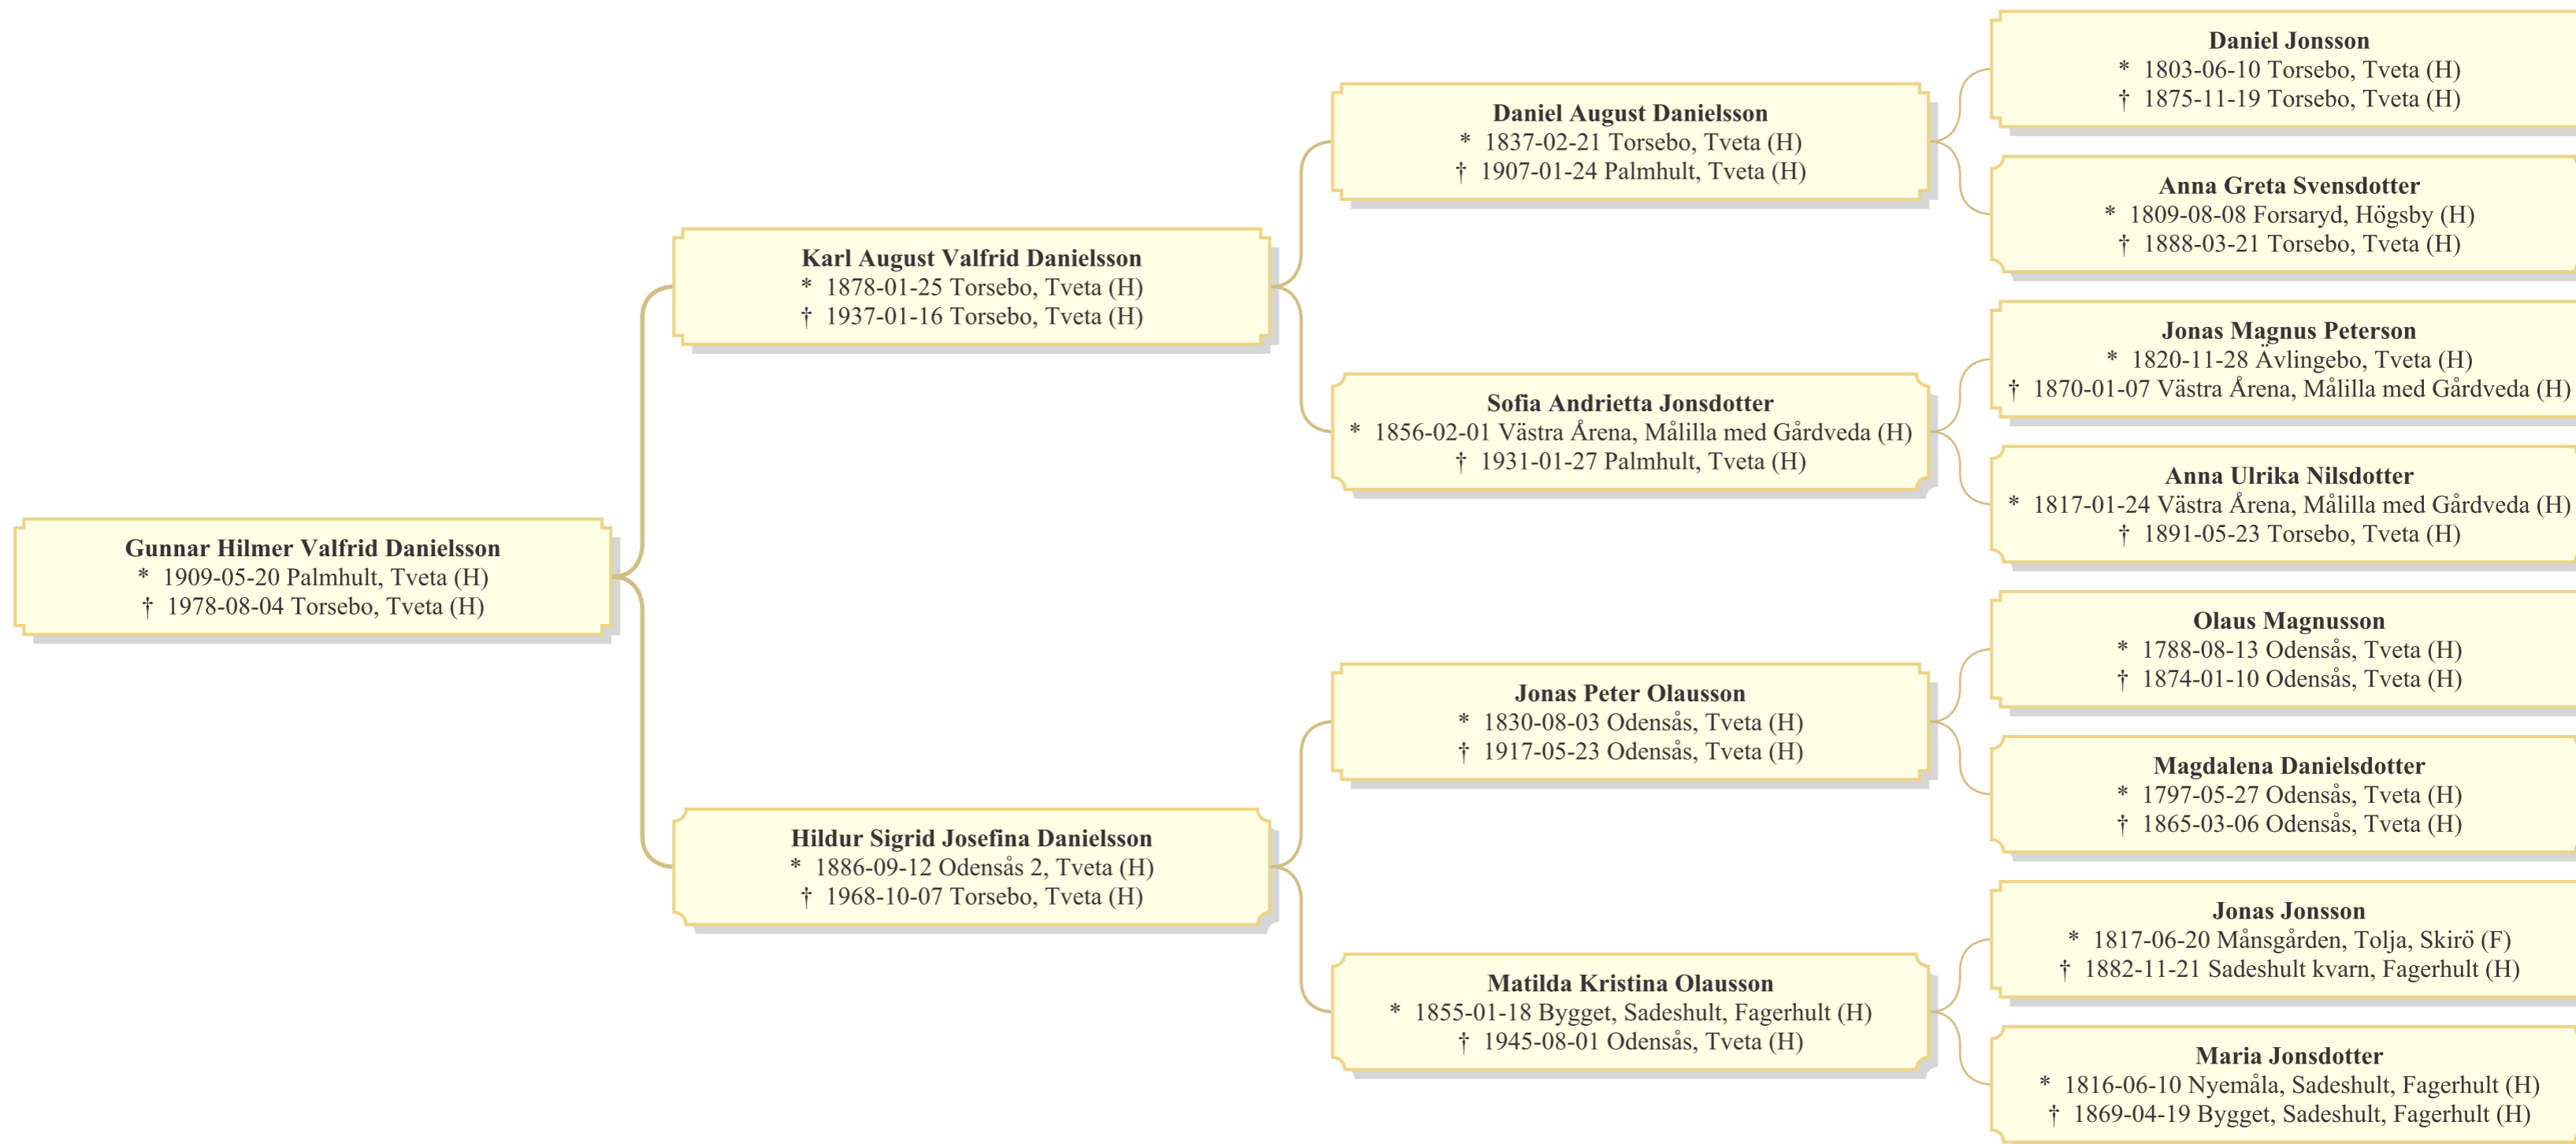 Daniel Jonsson
* 1803-06-10 Torsebo, Tveta (H)
† 1875-11-19 Torsebo, Tveta (H)
Daniel August Danielsson
* 1837-02-21 Torsebo, Tveta (H)
† 1907-01-24 Palmhult, Tveta (H)
Anna Greta Svensdotter
* 1809-08-08 Forsaryd, Högsby (H)
† 1888-03-21 Torsebo, Tveta (H)
Karl August Valfrid Danielsson
* 1878-01-25 Torsebo, Tveta (H)
† 1937-01-16 Torsebo, Tveta (H)
Jonas Magnus Peterson
* 1820-11-28 Ävlingebo, Tveta (H)
† 1870-01-07 Västra Årena, Målilla med Gårdveda (H)
Sofia Andrietta Jonsdotter
* 1856-02-01 Västra Årena, Målilla med Gårdveda (H)
† 1931-01-27 Palmhult, Tveta (H)
Anna Ulrika Nilsdotter
* 1817-01-24 Västra Årena, Målilla med Gårdveda (H)
† 1891-05-23 Torsebo, Tveta (H)
Gunnar Hilmer Valfrid Danielsson
* 1909-05-20 Palmhult, Tveta (H)
† 1978-08-04 Torsebo, Tveta (H)
Olaus Magnusson
* 1788-08-13 Odensås, Tveta (H)
† 1874-01-10 Odensås, Tveta (H)
Jonas Peter Olausson
* 1830-08-03 Odensås, Tveta (H)
† 1917-05-23 Odensås, Tveta (H)
Magdalena Danielsdotter
* 1797-05-27 Odensås, Tveta (H)
† 1865-03-06 Odensås, Tveta (H)
Hildur Sigrid Josefina Danielsson
* 1886-09-12 Odensås 2, Tveta (H)
† 1968-10-07 Torsebo, Tveta (H)
Jonas Jonsson
* 1817-06-20 Månsgården, Tolja, Skirö (F)
† 1882-11-21 Sadeshult kvarn, Fagerhult (H)
Matilda Kristina Olausson
* 1855-01-18 Bygget, Sadeshult, Fagerhult (H)
† 1945-08-01 Odensås, Tveta (H)
Maria Jonsdotter
* 1816-06-10 Nyemåla, Sadeshult, Fagerhult (H)
† 1869-04-19 Bygget, Sadeshult, Fagerhult (H)